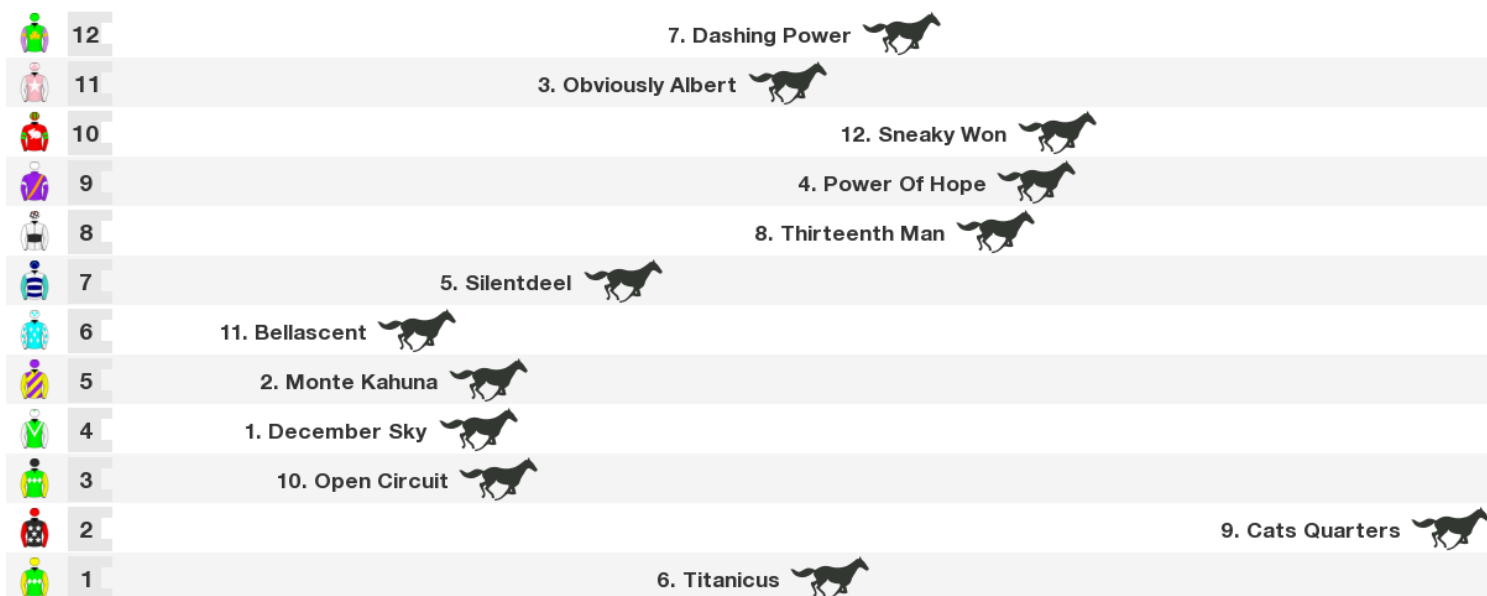 12 7. Dashing Power
11 3. Obviously Albert
10 12. Sneaky Won
9 4. Power Of Hope
8 8. Thirteenth Man
7 5. Silentdeel
6 11. Bellascent
5 2. Monte Kahuna
4 1. December Sky
3 10. Open Circuit
2 9. Cats Quarters
1 6. Titanicus